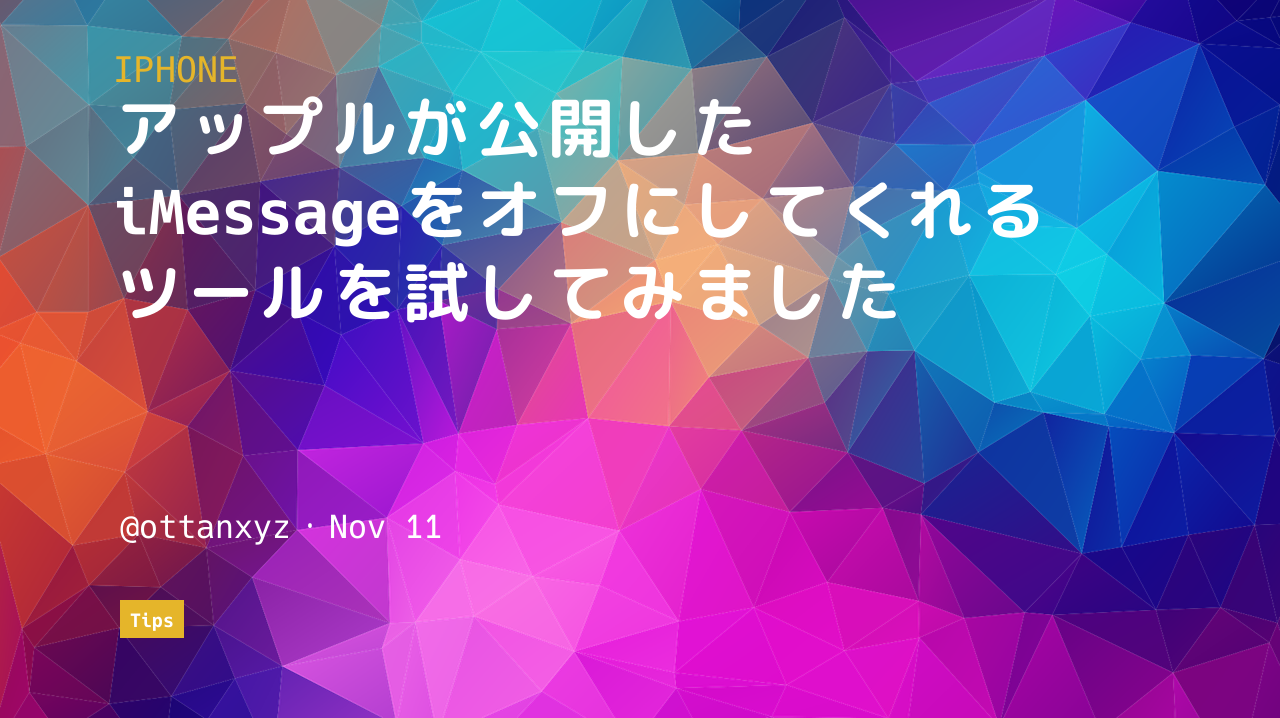 IPHONE
アップルが公開した
iMessageをオフにしてくれる
ツールを試してみました
@ottanxyz · Nov 11
Tips